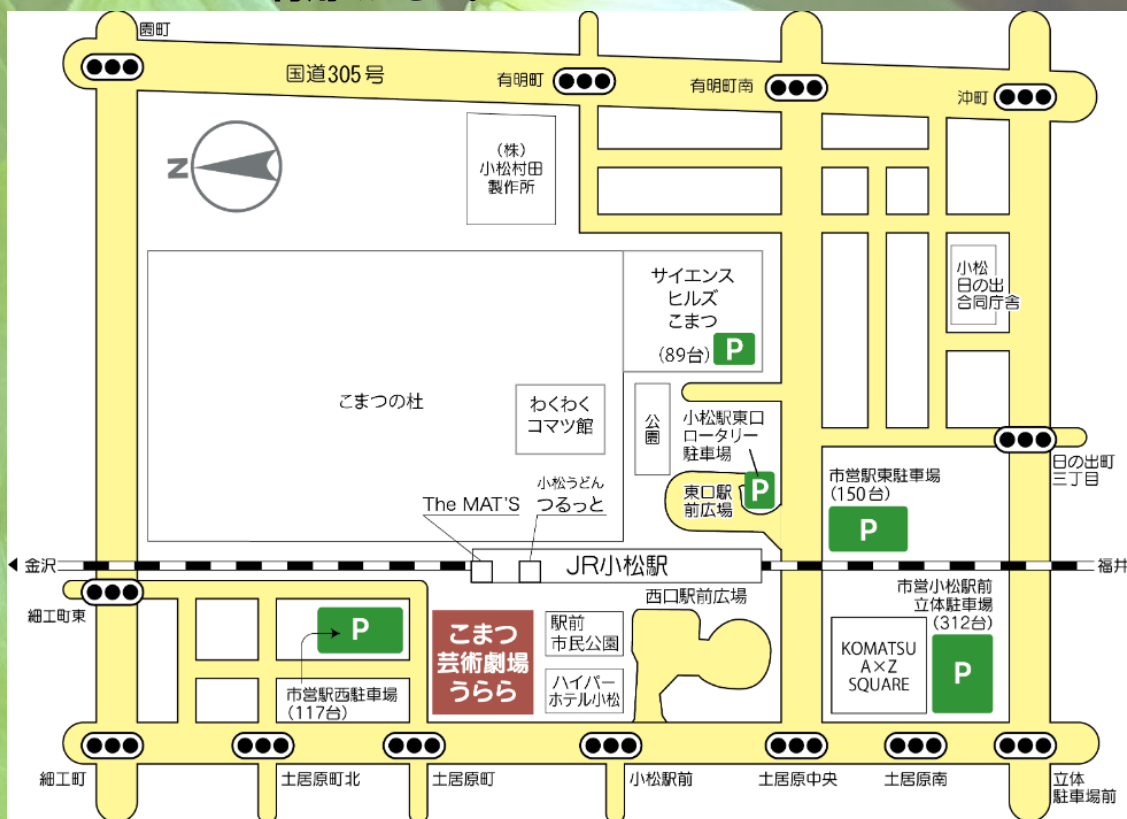 園町
国道305号
有明町
有明町南
沖町
N
(株)
小松村田
製作所
サイエンス
ヒルズ
こまつ
(89台) P
小松
日の出
合同庁舎
こまつの杜
わくわく
コマツ館
公園
小松駅東口
ロータリー
駐車場
P
東口駅
前広場
日の出町
三丁目
市営駅東駐車場
(150台)
P
The MAT'S
小松うどん
つるっと
金沢
JR小松駅
福井
細工町東
西口駅前広場
市営小松駅前
立体駐車場
(312台)
P
P
市営駅西駐車場
(117台)
こまつ
芸術劇場
うらら
駅前
市民公園
ハイパー
ホテル小松
KOMATSU
A×Z
SQUARE
細工町
土居原町北
土居原町
小松駅前
土居原中央
土居原南
立体
駐車場前